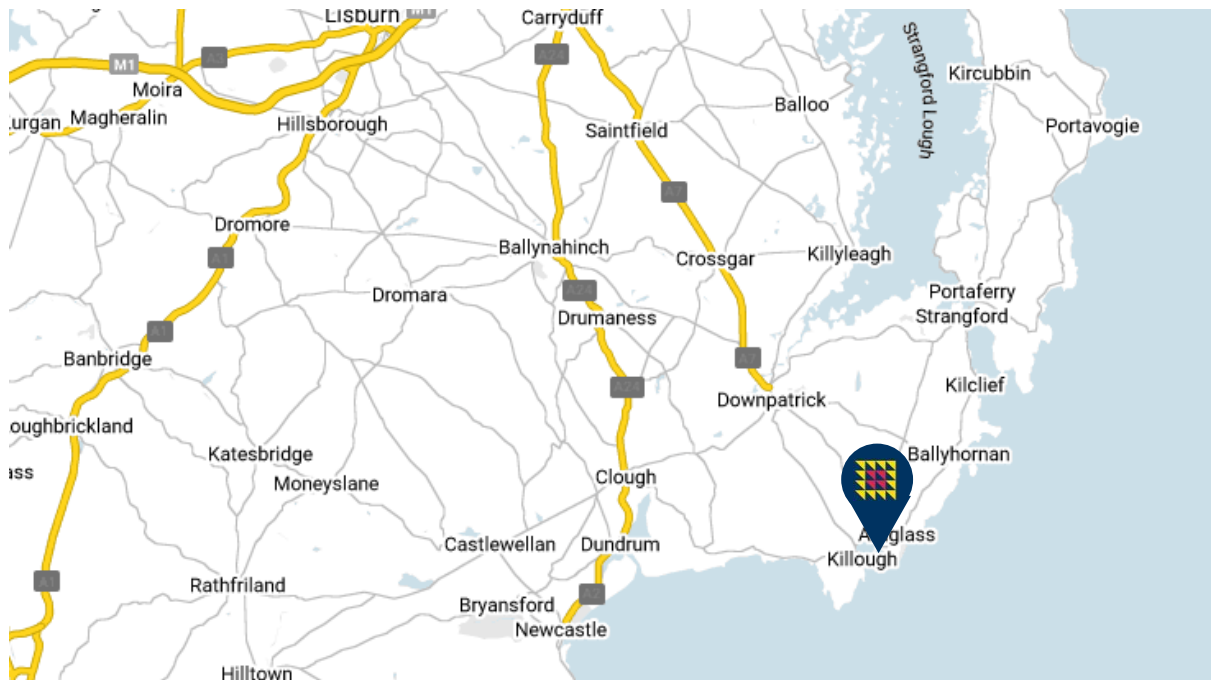 Lisburn
M1
Carryduff
A24
A3
M1
Moira
Strangford Lough
Kircubbin
Magheralin
urgan
Hillsborough
Balloo
Saintfield
Portavogie
A7
Dromore
A1
Ballynahinch
Crossgar
Killyleagh
A24
Dromara
Portaferry
Drumaness
Strangford
A1
Banbridge
A7
A24
Kilclief
Downpatrick
oughbrickland
Katesbridge
Ballyhornan
ass
Moneyslane
Clough
Castlewellan
Dundrum
glass
Killough
A1
Rathfriland
A2
Bryansford
Newcastle
Hilltown